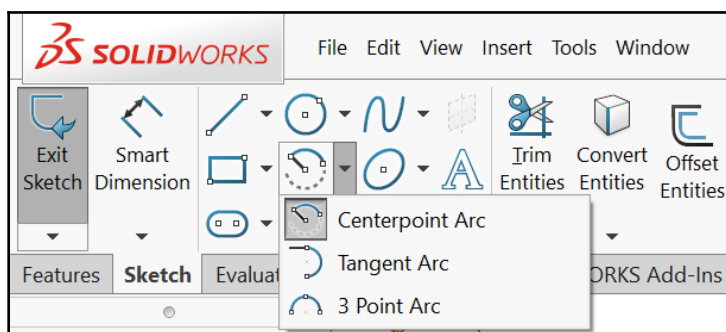 SOLIDWORKS File Edit View Insert Tools Window
Exit Sketch
Smart Dimension
Trim Entities
Convert Entities
Offset Entities
Centerpoint Arc
Tangent Arc
3 Point Arc
Features Sketch Evaluat ORKS Add-Ins